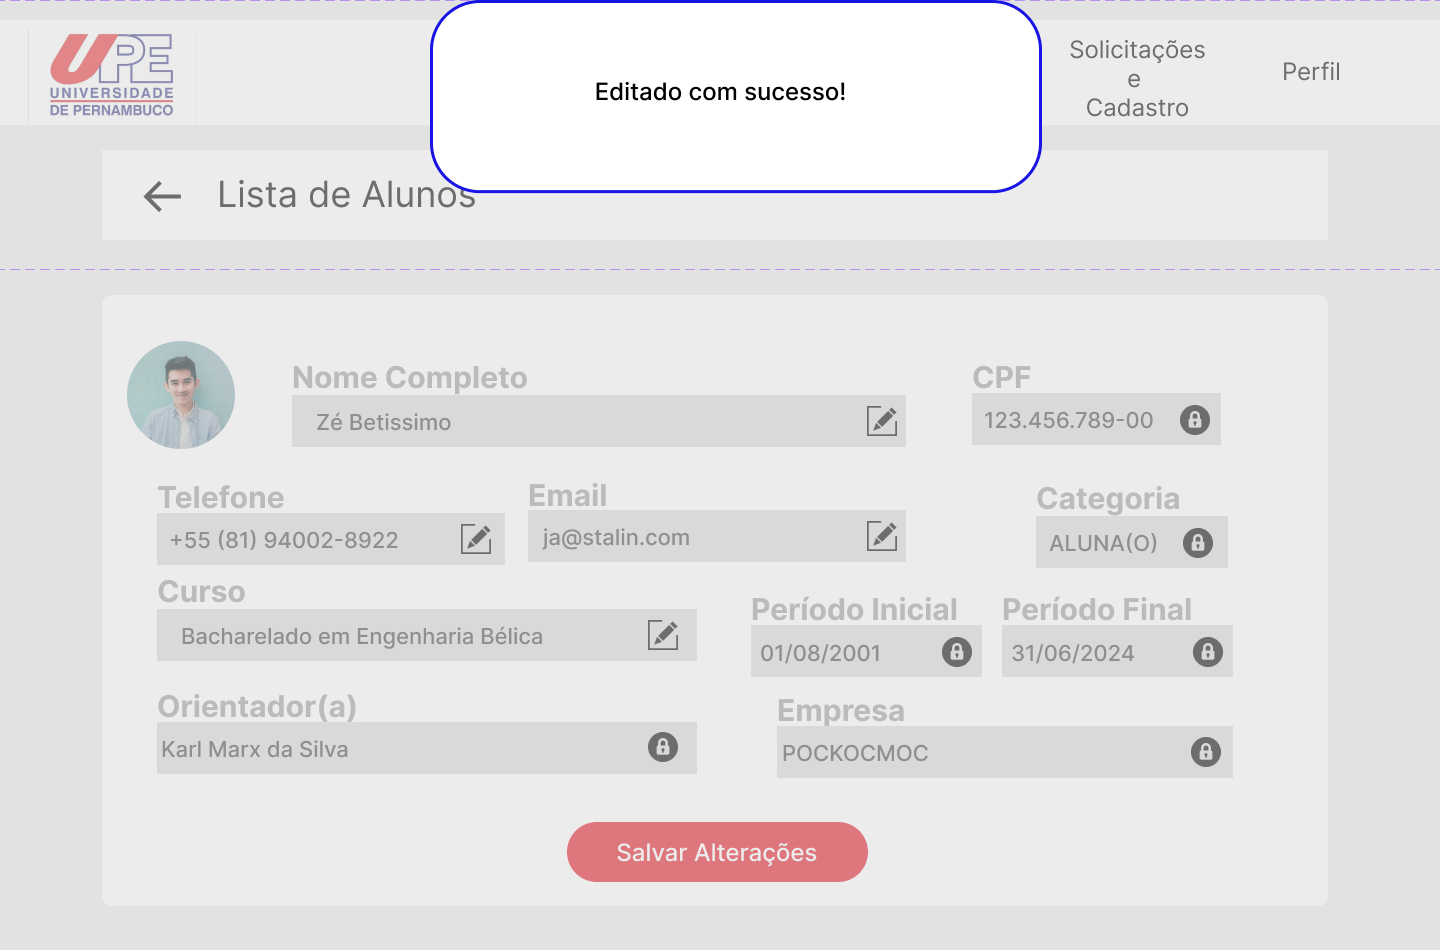 UPE
UNIVERSIDADE
DE PERNAMBUCO
Editado com sucesso!
Solicitações
e
Cadastro
Perfil
Lista de Alunos
Nome Completo
Zé Betissimo
CPF
123.456.789-00
Telefone
+55 (81) 94002-8922
Email
ja@stalin.com
Categoria
ALUNA(O)
Curso
Bacharelado em Engenharia Bélica
Período Inicial
01/08/2001
Período Final
31/06/2024
Orientador(a)
Karl Marx da Silva
Empresa
POCKOCMOC
Salvar Alterações